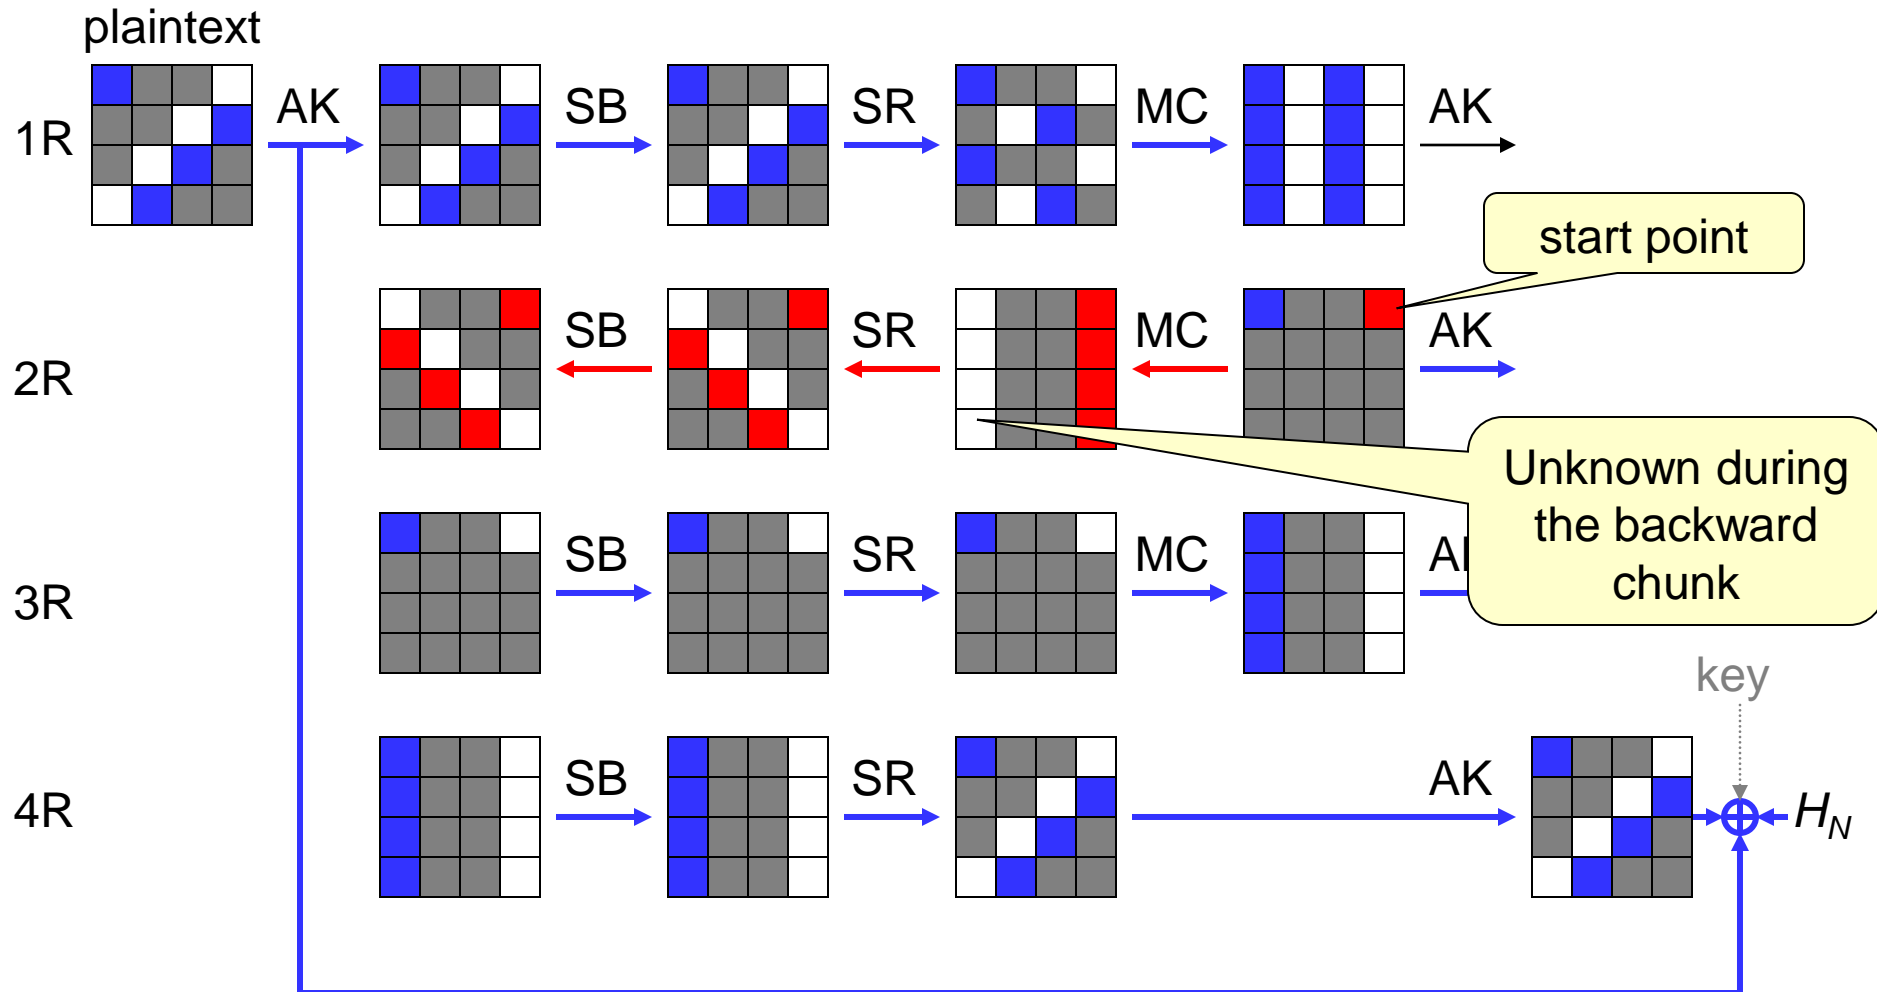 plaintext
1R
AK
SB
SR
MC
AK
start point
2R
SB
SR
MC
AK
Unknown during
the backward
chunk
3R
SB
SR
MC
key
4R
SB
SR
AK
H_N